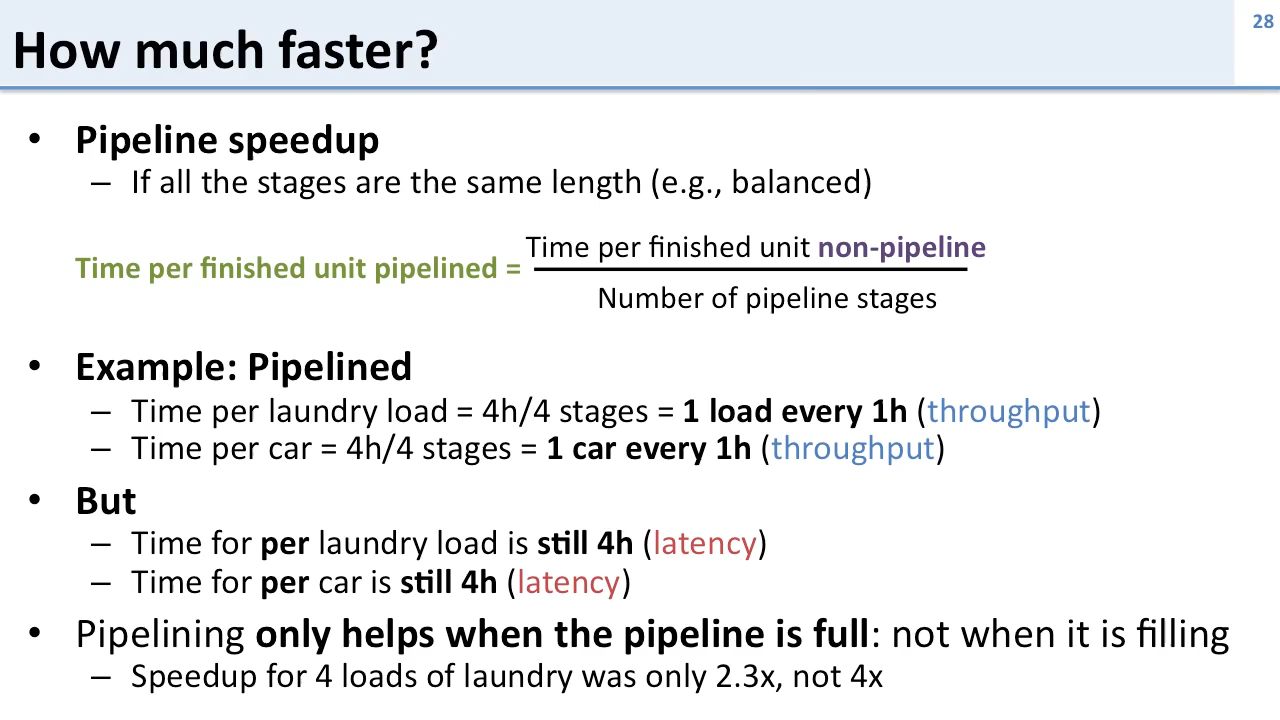 28
How much faster?
• Pipeline speedup
– If all the stages are the same length (e.g., balanced)
Time per finished unit pipelined =
Time per finished unit non-pipeline
Number of pipeline stages
• Example: Pipelined
– Time per laundry load = 4h/4 stages = 1 load every 1h (throughput)
– Time per car = 4h/4 stages = 1 car every 1h (throughput)
• But
– Time for per laundry load is still 4h (latency)
– Time for per car is still 4h (latency)
• Pipelining only helps when the pipeline is full: not when it is filling
– Speedup for 4 loads of laundry was only 2.3x, not 4x